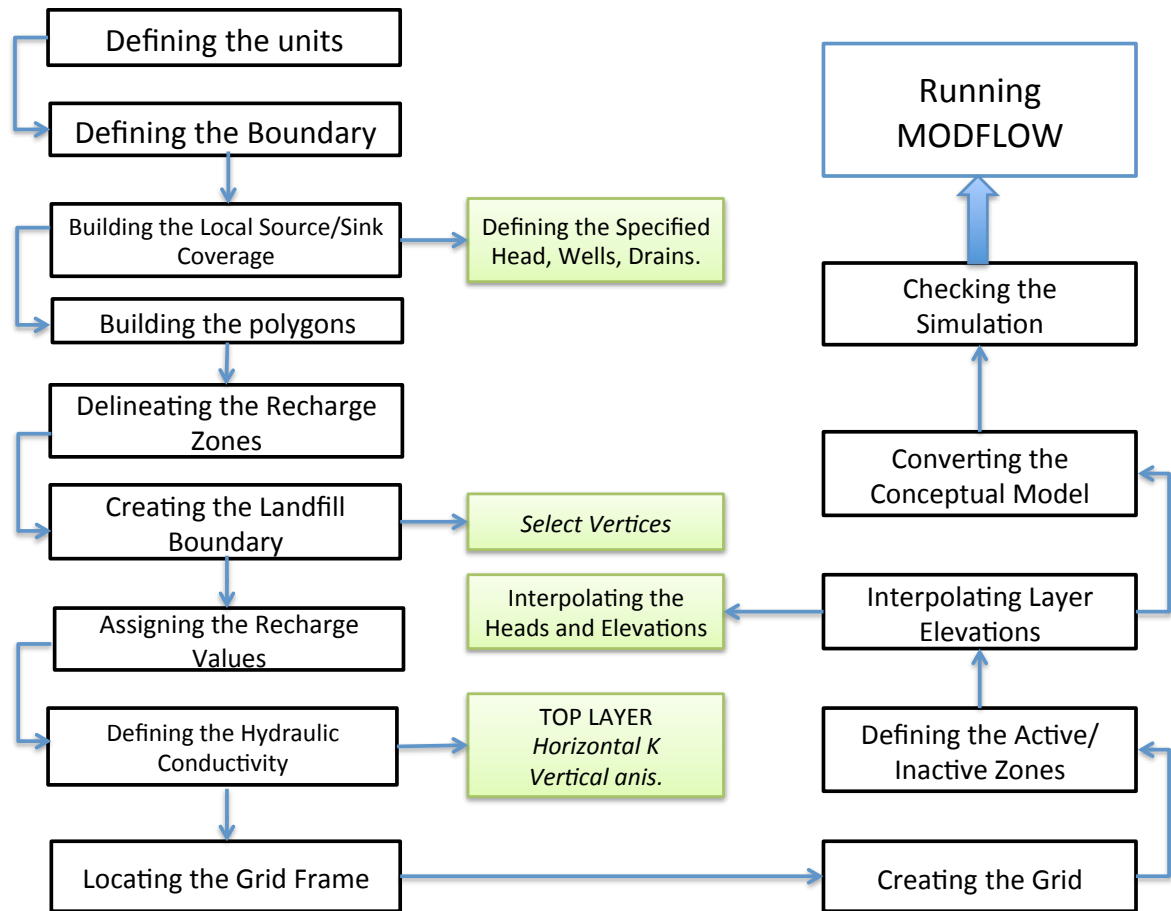 Defining the units
Defining the Boundary
Building the Local Source/Sink
Coverage
Defining the Specified
Head, Wells, Drains.
Building the polygons
Delineating the Recharge
Zones
Creating the Landfill
Boundary
Select Vertices
Assigning the Recharge
Values
Defining the Hydraulic
Conductivity
TOP LAYER
Horizontal K
Vertical anis.
Locating the Grid Frame
Creating the Grid
Defining the Active/
Inactive Zones
Interpolating Layer
Elevations
Interpolating the
Heads and Elevations
Converting the
Conceptual Model
Checking the
Simulation
Running
MODFLOW